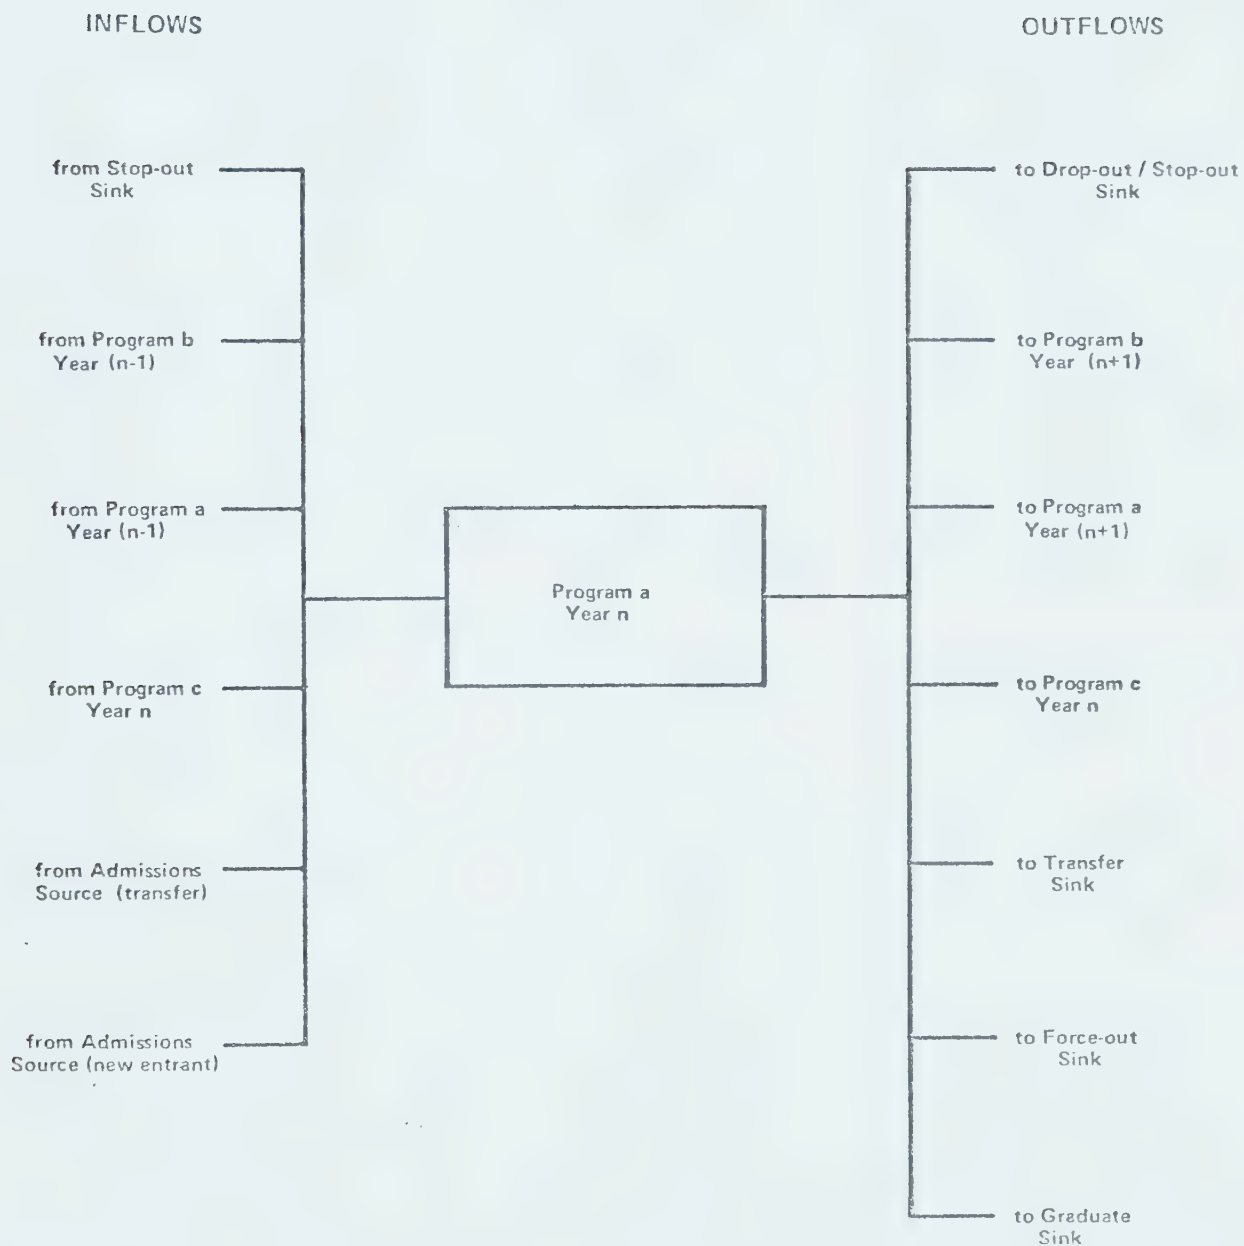 INFLOWS
OUTFLOWS
from Stop-out
Sink
from Program b
Year (n-1)
from Program a
Year (n-1)
from Program c
Year n
from Admissions
Source (transfer)
from Admissions
Source (new entrant)
Program a
Year n
to Drop-out / Stop-out
Sink
to Program b
Year (n+1)
to Program a
Year (n+1)
to Program c
Year n
to Transfer
Sink
to Force-out
Sink
to Graduate
Sink